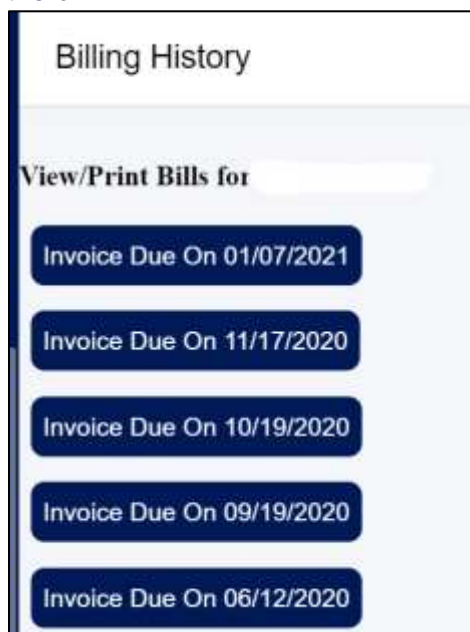 Billing History
View/Print Bills for
Invoice Due On 01/07/2021
Invoice Due On 11/17/2020
Invoice Due On 10/19/2020
Invoice Due On 09/19/2020
Invoice Due On 06/12/2020